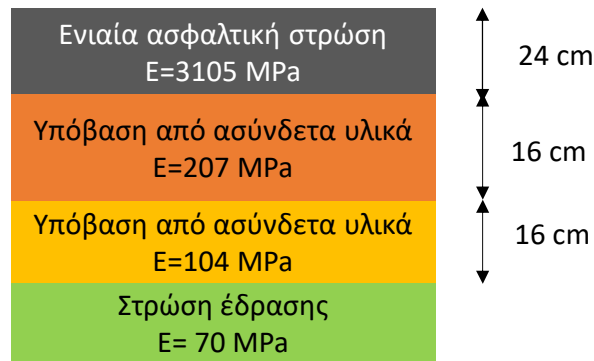 Ενιαία ασφαλτική στρώση
E=3105 MPa
24 cm
Υπόβαση από ασύνδετα υλικά
E=207 MPa
16 cm
Υπόβαση από ασύνδετα υλικά
E=104 MPa
16 cm
Στρώση έδρασης
E= 70 MPa